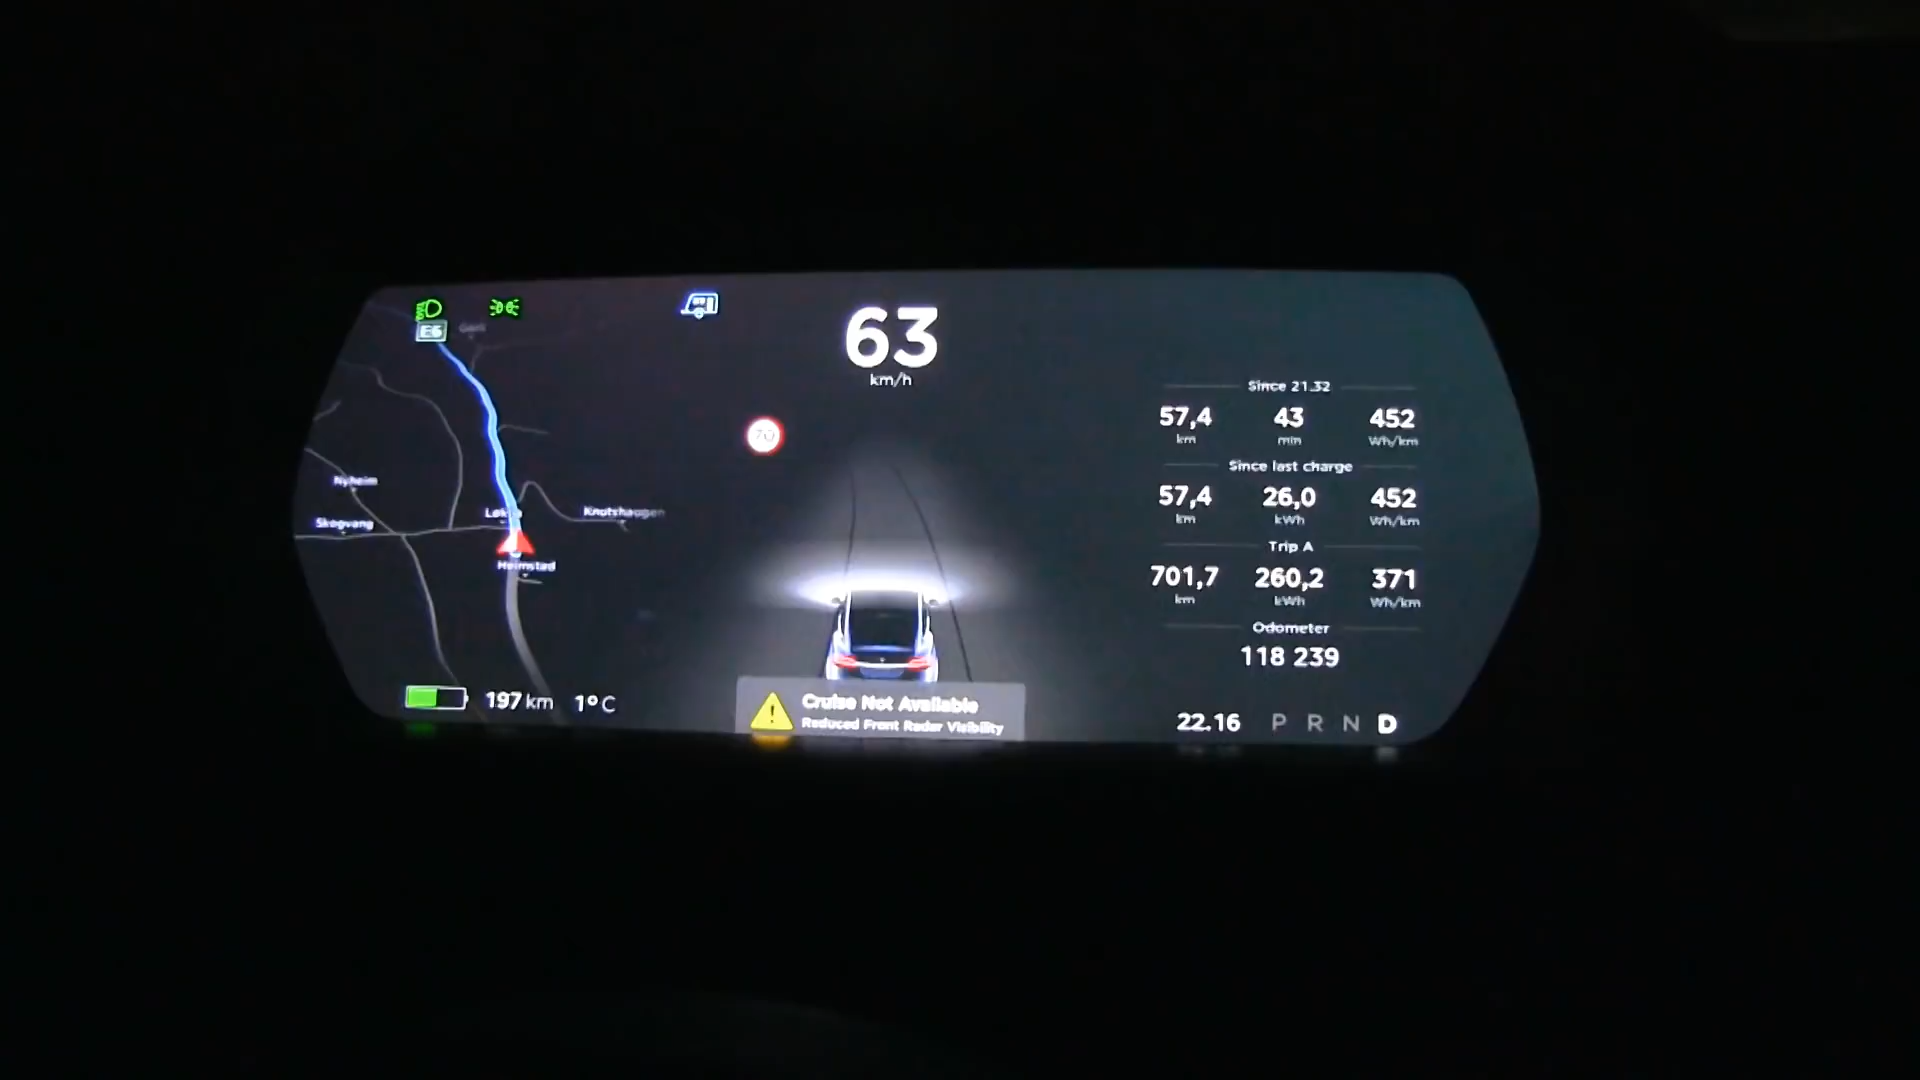 E6
63
km/h
70
Nyheim
Skogvang
Knotshaugen
Heimstad
Since 21.32
57,4 43 452
km min Wh/km
Since last charge
57,4 26,0 452
km kWh Wh/km
Trip A
701,7 260,2 371
km kWh Wh/km
Odometer
118 239
197 km 1°C
Cruise Not Available
Reduced Front Radar Visibility
22.16 P R N D